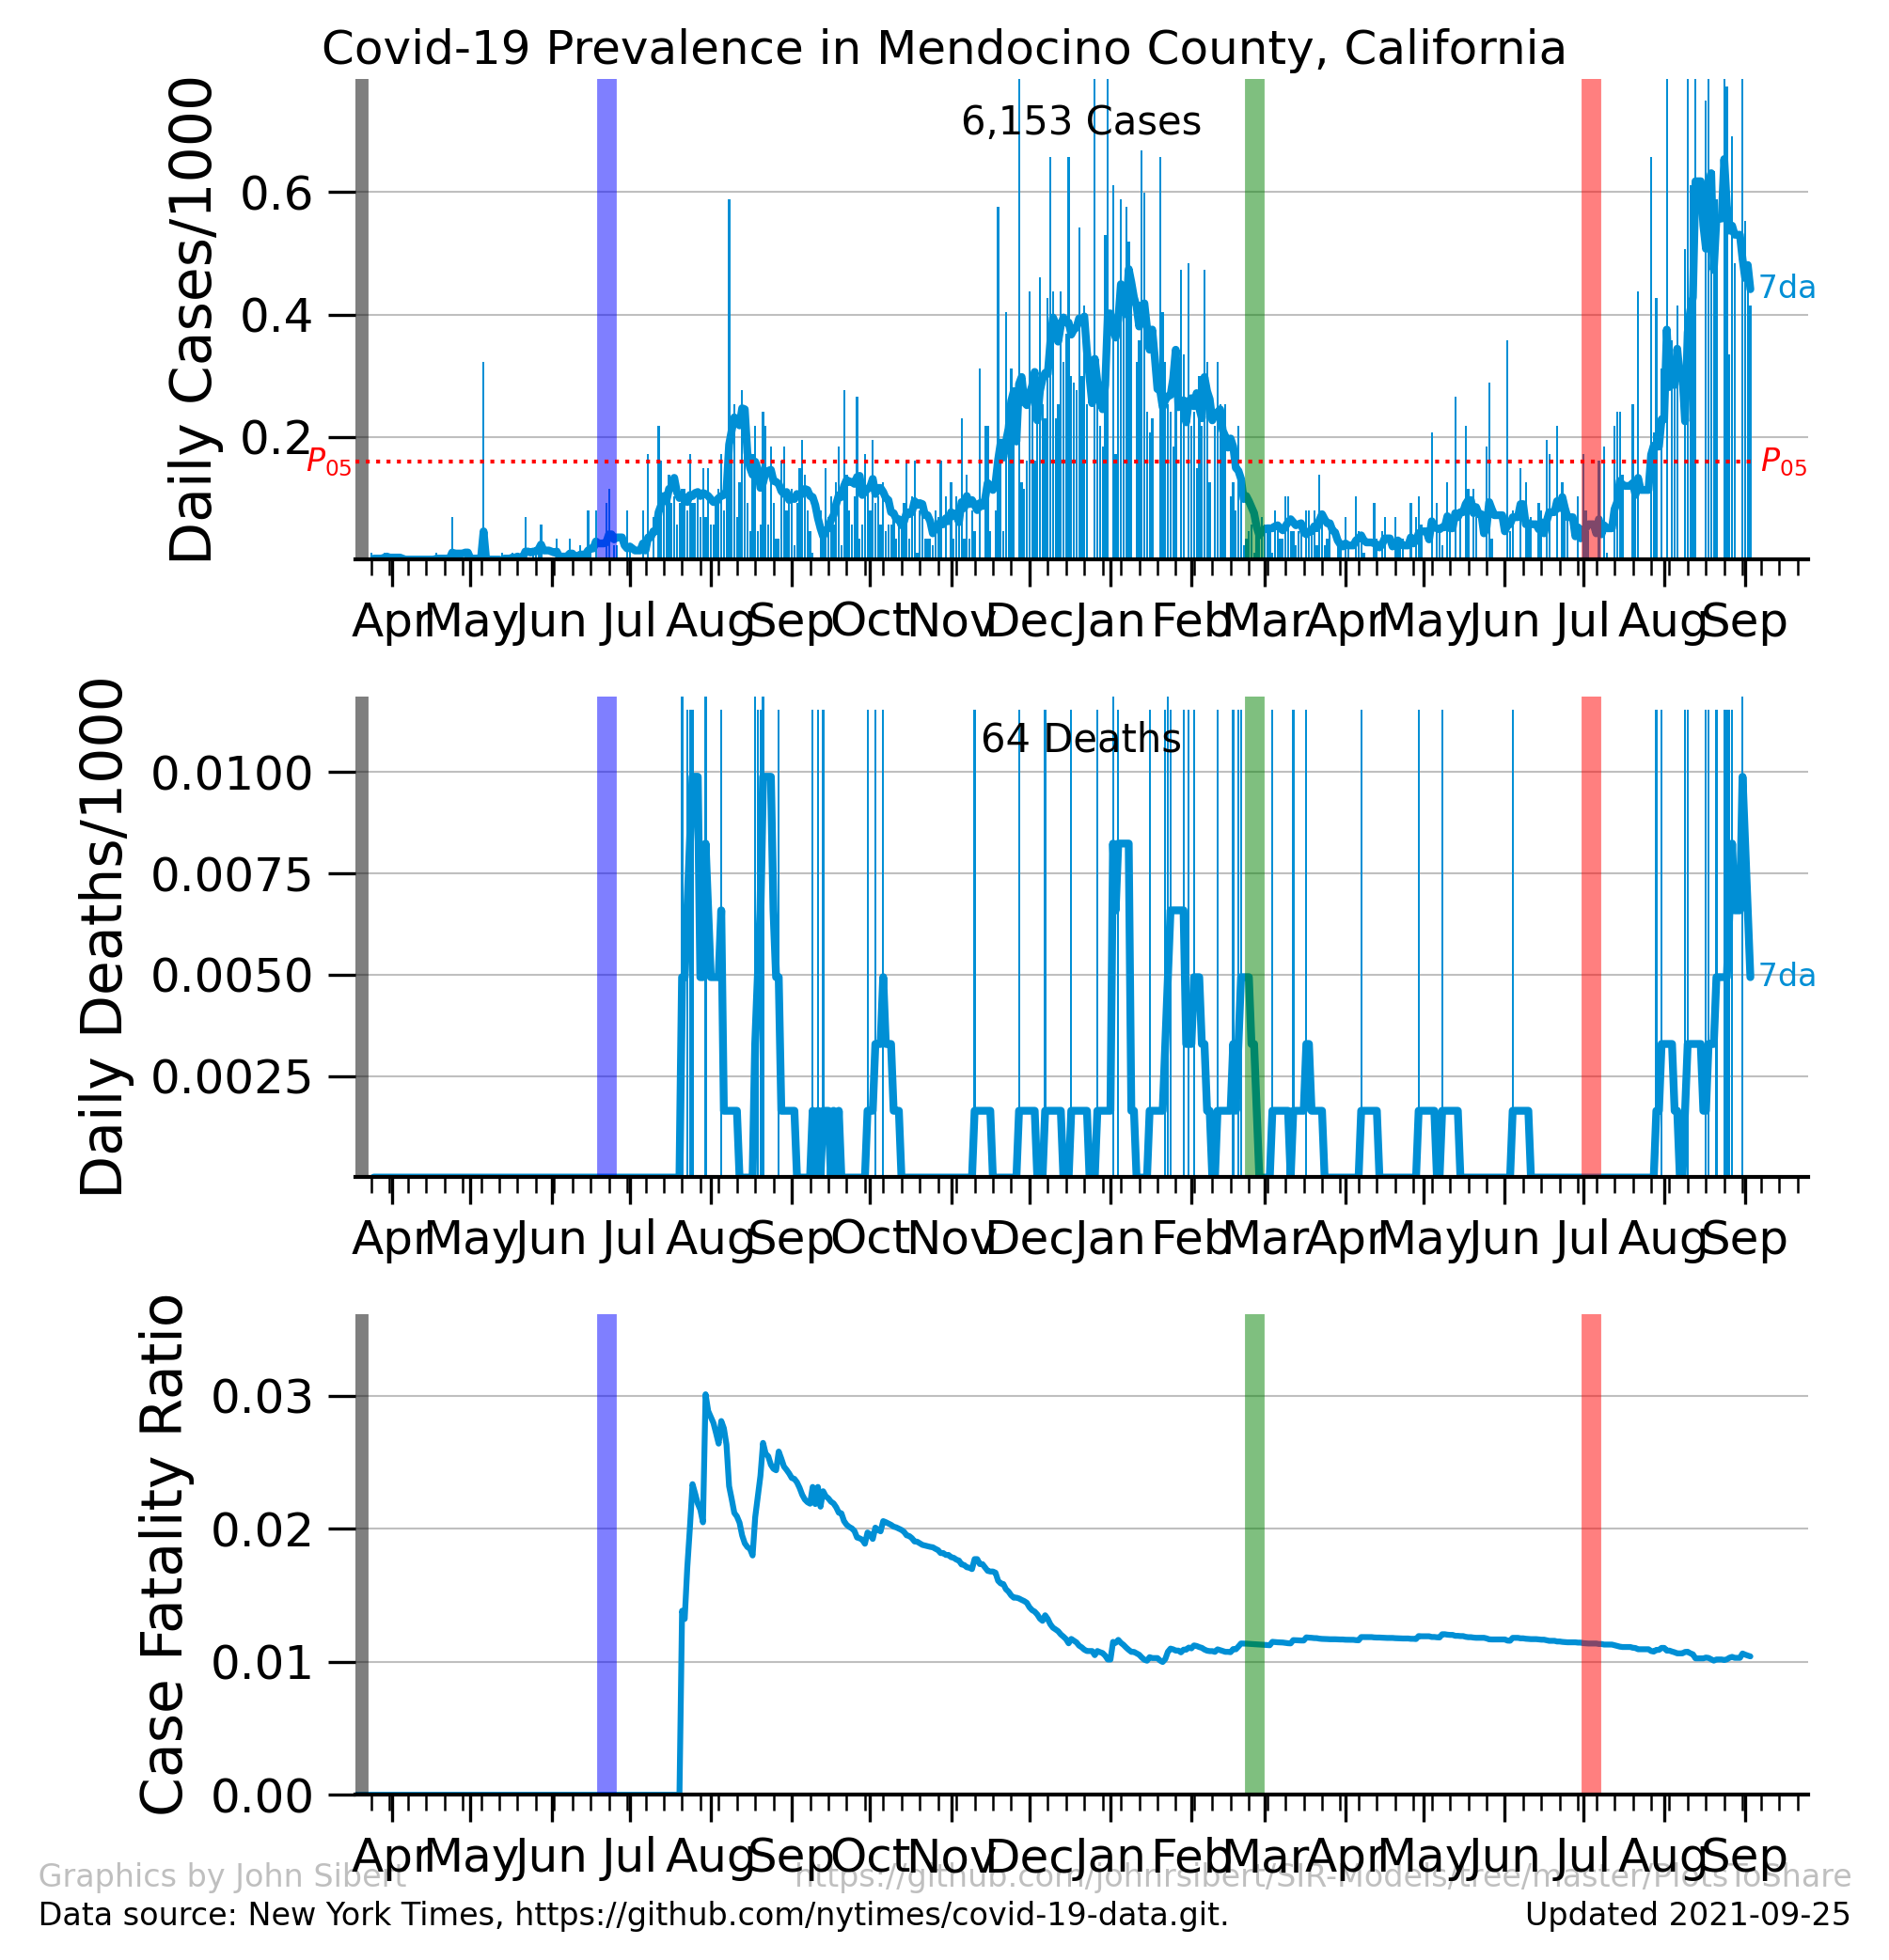 Covid-19 Prevalence in Mendocino County, California
Daily Cases/1000
6,153 Cases
0.6
0.4
0.2
P05
P05
7da
Apr May Jun Jul Aug Sep Oct Nov Dec Jan Feb Mar Apr May Jun Jul Aug Sep
Daily Deaths/1000
64 Deaths
0.0100
0.0075
0.0050
0.0025
7da
Apr May Jun Jul Aug Sep Oct Nov Dec Jan Feb Mar Apr May Jun Jul Aug Sep
Case Fatality Ratio
0.03
0.02
0.01
0.00
Apr May Jun Jul Aug Sep Oct Nov Dec Jan Feb Mar Apr May Jun Jul Aug Sep
Graphics by John Sibert https://github.com/johnrsibert/SIR-Models/tree/master/PlotsToShare
Data source: New York Times, https://github.com/nytimes/covid-19-data.git. Updated 2021-09-25